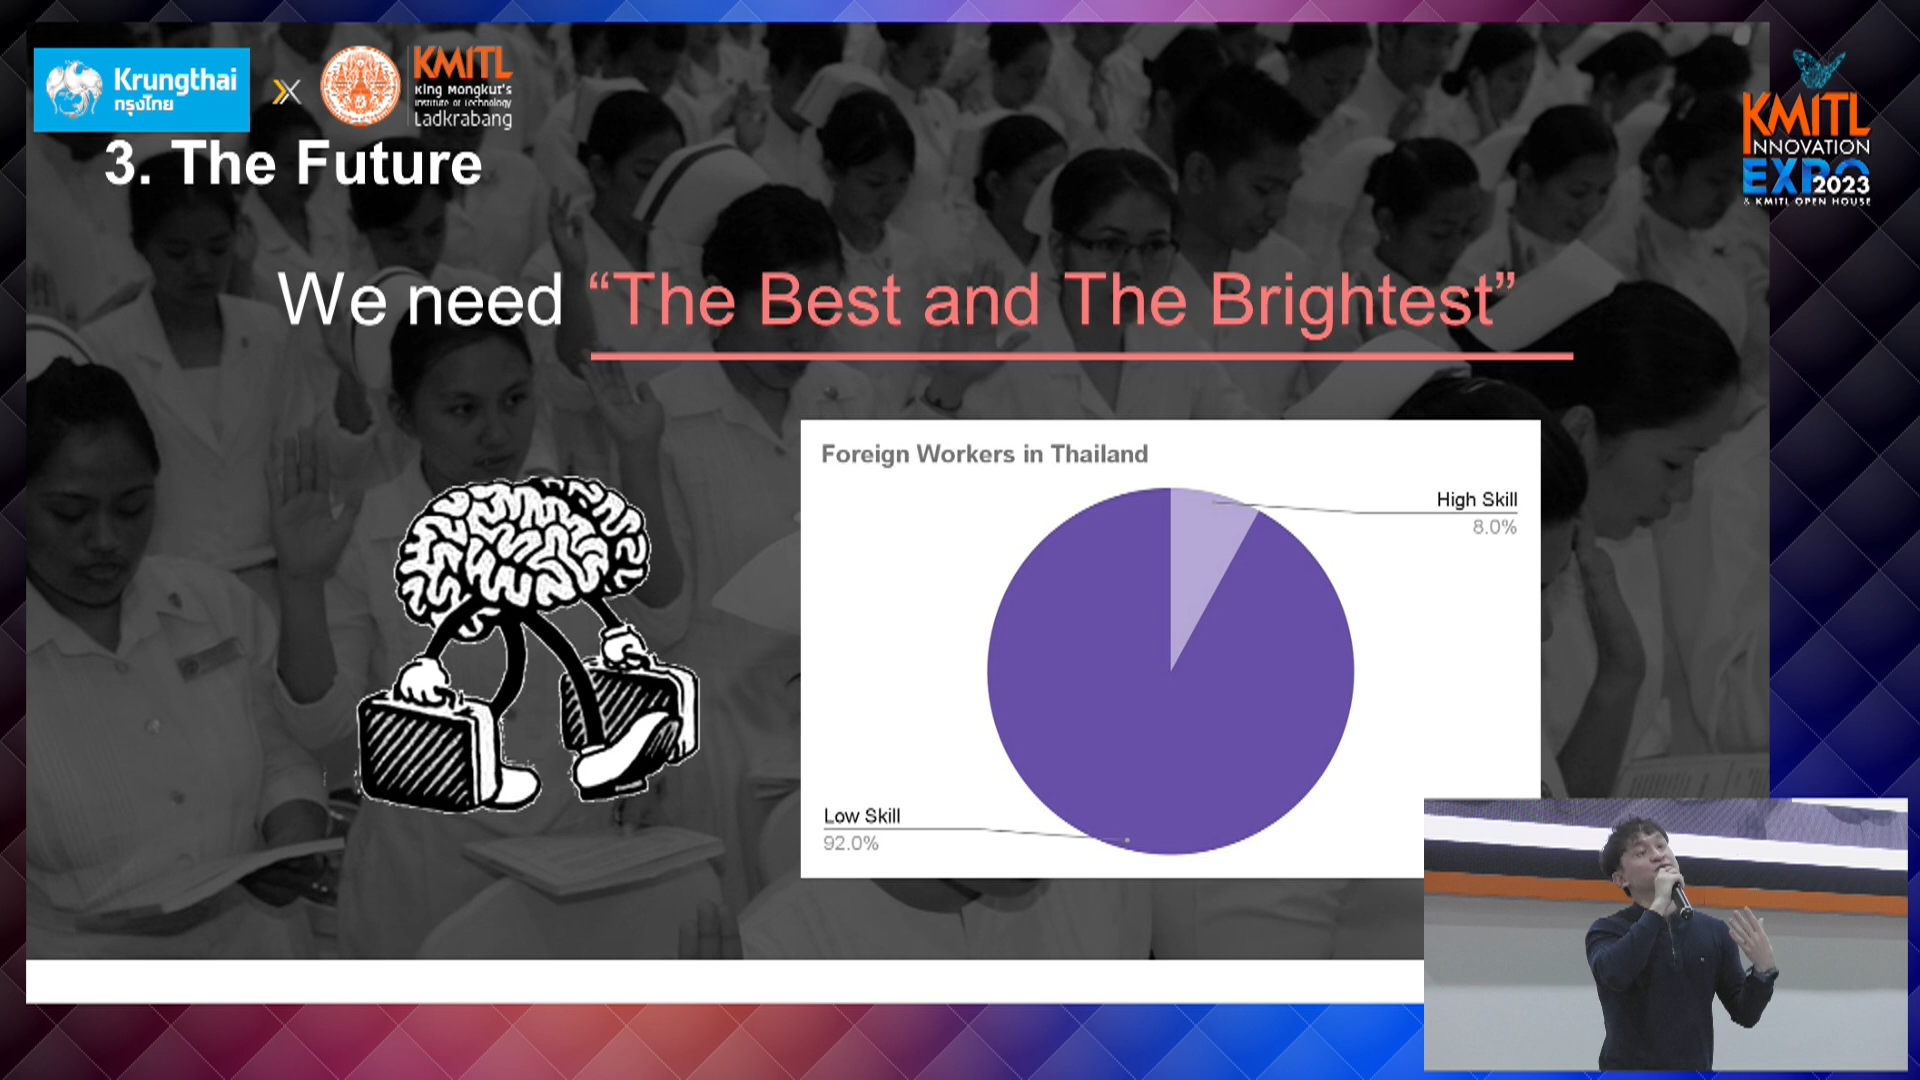 Krungthai
กรุงไทย
KMITL
King Mongkut's
Institute of Technology
Ladkrabang
KMITL
INNOVATION
EXPO
2023
& KMITL OPEN HOUSE
3. The Future
We need “The Best and The Brightest”
Foreign Workers in Thailand
High Skill
8.0%
Low Skill
92.0%